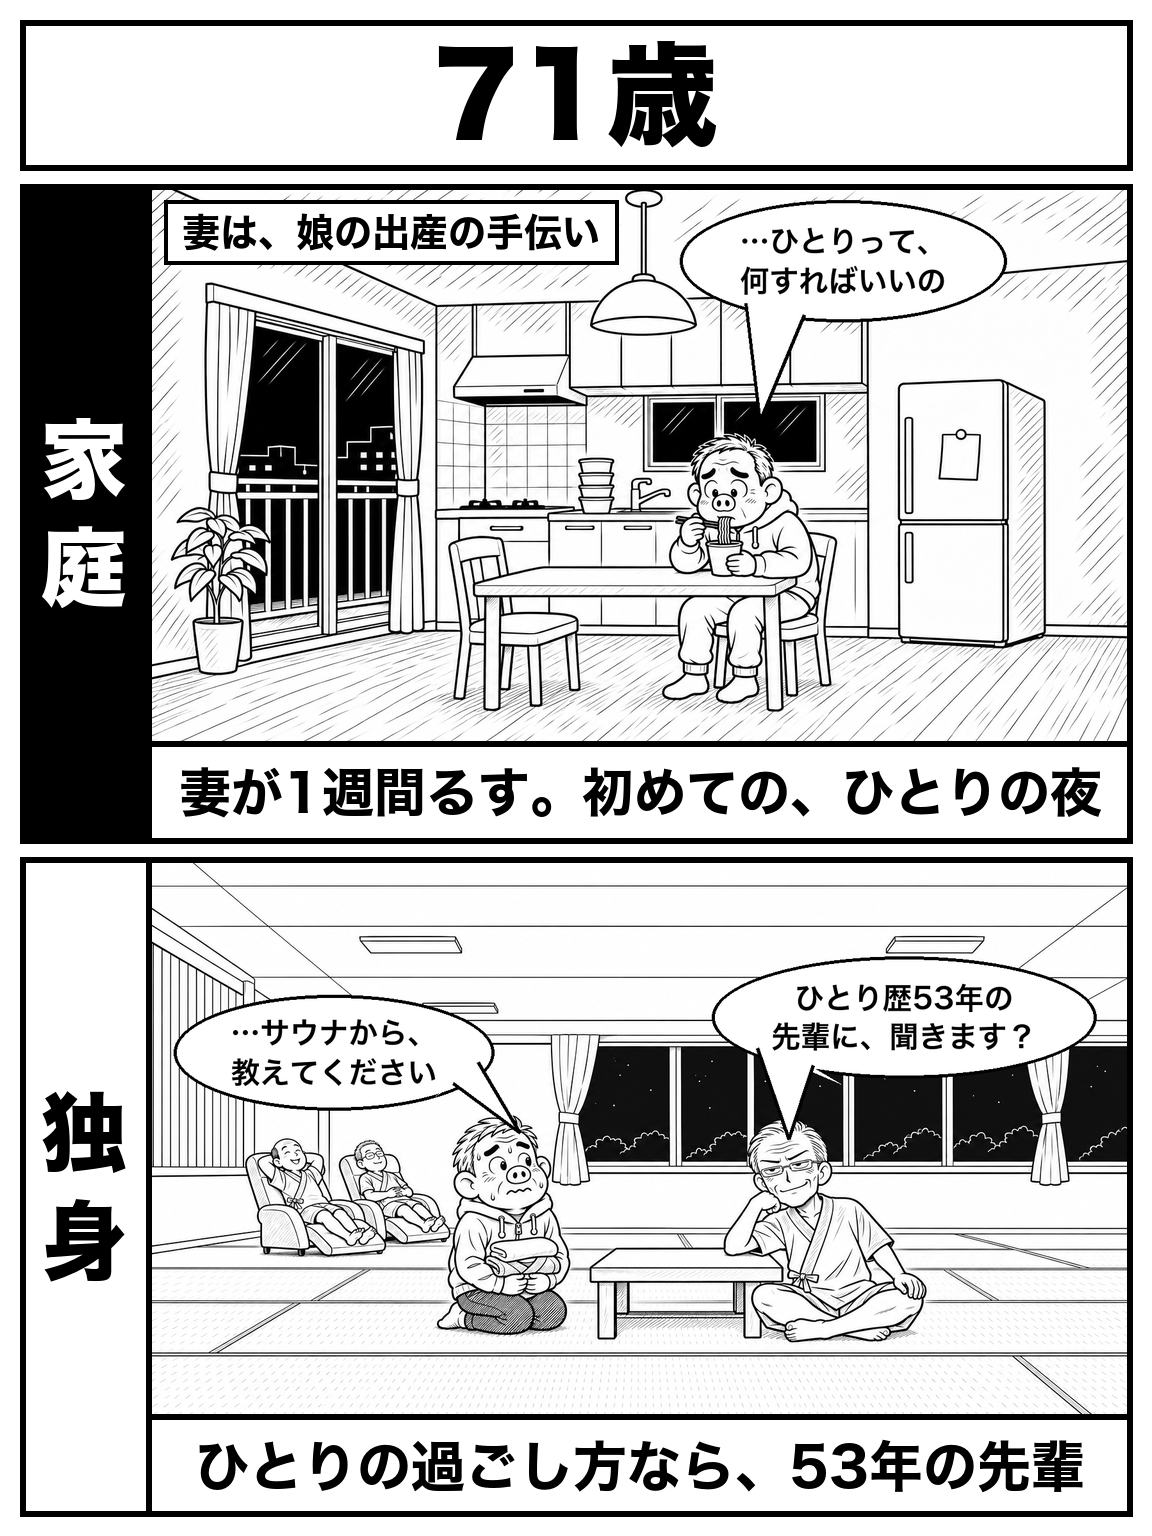 71歳
家庭
妻は、娘の出産の手伝い
…ひとりって、
何すればいいの
妻が1週間るす。初めての、ひとりの夜
独身
…サウナから、
教えてください
ひとり歴53年の
先輩に、聞きます？
ひとりの過ごし方なら、53年の先輩